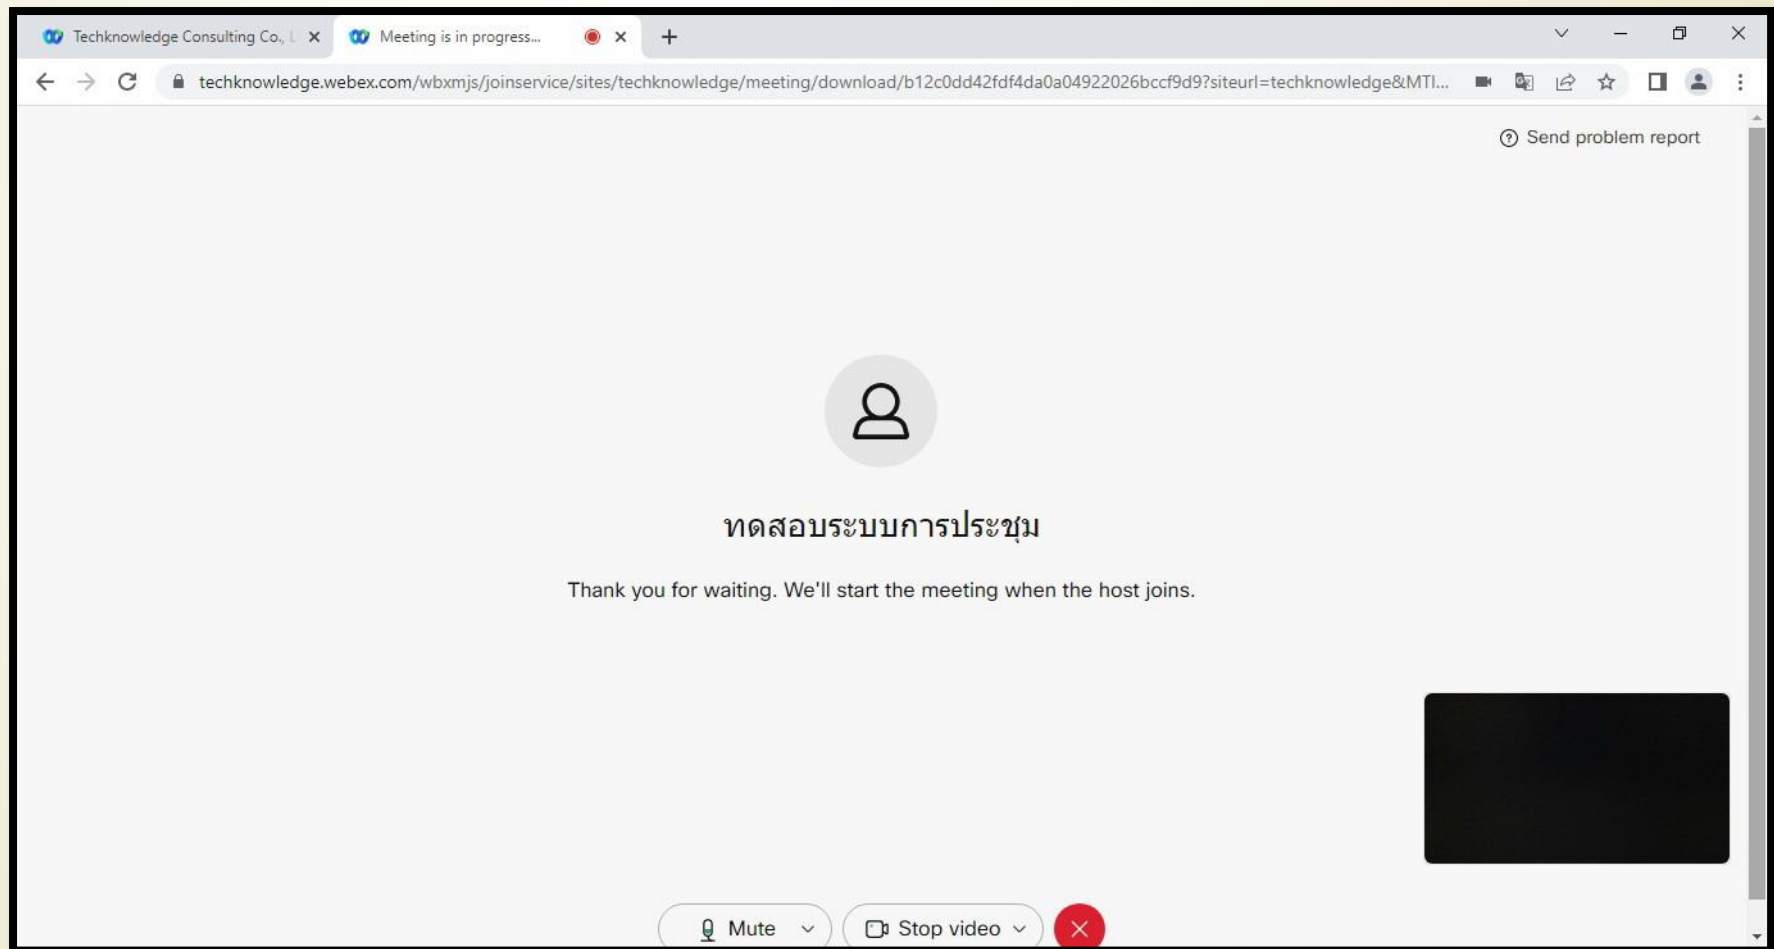 Techknowledge Consulting Co., L
Meeting is in progress...
techknowledge.webex.com/wbxmjs/joinservice/sites/techknowledge/meeting/download/b12c0dd42fdf4da0a04922026bccf9d9?siteurl=techknowledge&MTI...
Send problem report
ทดสอบระบบการประชุม
Thank you for waiting. We'll start the meeting when the host joins.
Mute
Stop video